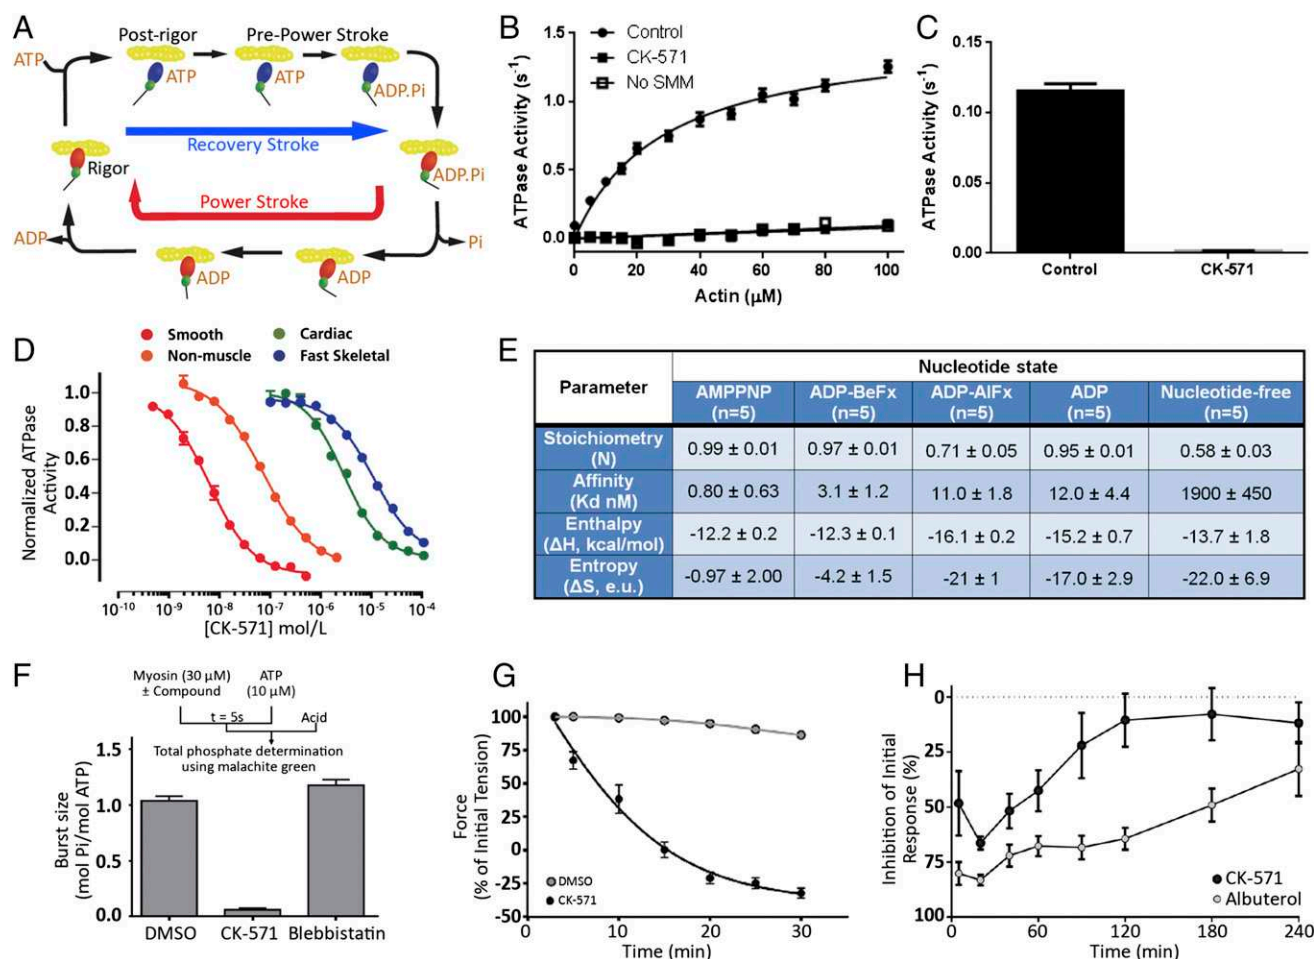 A
ATP
Post-rigor
Pre-Power Stroke
ATP
ATP
ADP.Pi
Recovery Stroke
Rigor
ADP.Pi
Power Stroke
ADP
ADP
ADP
Pi
B
Control
CK-571
No SMM
ATPase Activity (s⁻¹)
1.5
1.0
0.5
0.0
0 20 40 60 80 100
Actin (μM)
C
ATPase Activity (s⁻¹)
0.15
0.10
0.05
0.00
Control CK-571
D
Smooth Cardiac
Non-muscle Fast Skeletal
Normalized ATPase
Activity
1.0
0.8
0.6
0.4
0.2
0.0
10⁻¹⁰ 10⁻⁹ 10⁻⁸ 10⁻⁷ 10⁻⁶ 10⁻⁵ 10⁻⁴
[CK-571] mol/L
E
Parameter
Nucleotide state
AMPPNP (n=5) ADP-BeFx (n=5) ADP-AlFx (n=5) ADP (n=5) Nucleotide-free (n=5)
Stoichiometry (N) 0.99 ± 0.01 0.97 ± 0.01 0.71 ± 0.05 0.95 ± 0.01 0.58 ± 0.03
Affinity (Kd nM) 0.80 ± 0.63 3.1 ± 1.2 11.0 ± 1.8 12.0 ± 4.4 1900 ± 450
Enthalpy (ΔH, kcal/mol) -12.2 ± 0.2 -12.3 ± 0.1 -16.1 ± 0.2 -15.2 ± 0.7 -13.7 ± 1.8
Entropy (ΔS, e.u.) -0.97 ± 2.00 -4.2 ± 1.5 -21 ± 1 -17.0 ± 2.9 -22.0 ± 6.9
F
Myosin (30 μM)
± Compound
ATP
(10 μM)
t = 5s
Acid
Total phosphate determination
using malachite green
Burst size
(mol Pi/mol ATP)
1.5
1.0
0.5
0.0
DMSO CK-571 Blebbistatin
G
Force
(% of Initial Tension)
100
75
50
25
0
-25
-50
DMSO
CK-571
10 20 30
Time (min)
H
Inhibition of Initial
Response (%)
0
25
50
75
100
CK-571
Albuterol
0 60 120 180 240
Time (min)